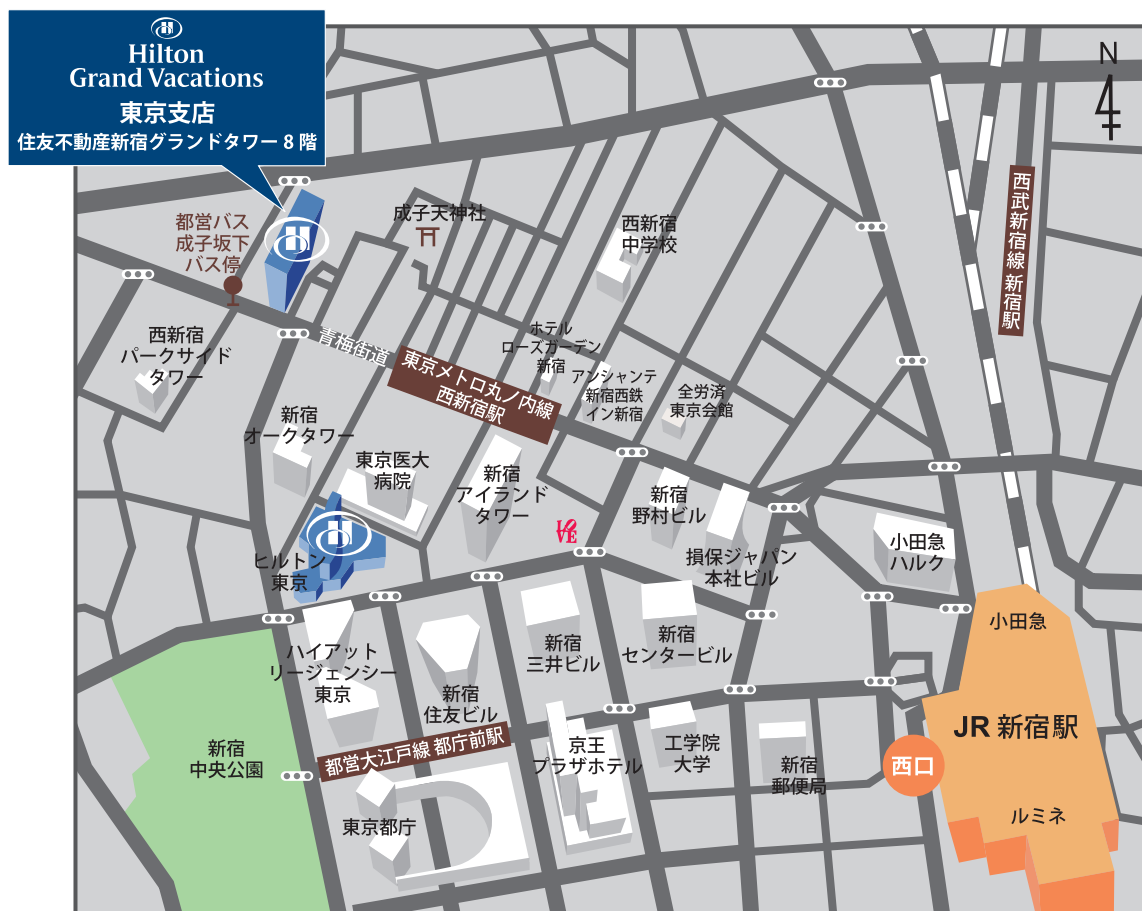 Hilton
Grand Vacations
東京支店
住友不動産新宿グランドタワー 8 階
N
西武新宿線 新宿駅
都営バス
成子坂下
バス停
成子天神社
西新宿
中学校
青梅街道
西新宿
パークサイド
タワー
東京メトロ丸ノ内線
西新宿駅
ホテル
ローズガーデン
新宿
アンシャンテ
新宿西鉄
イン新宿
全労済
東京会館
新宿
オークタワー
東京医大
病院
新宿
アイランド
タワー
LOVE
新宿
野村ビル
損保ジャパン
本社ビル
小田急
ハルク
ヒルトン
東京
ハイアット
リージェンシー
東京
新宿
住友ビル
新宿
三井ビル
新宿
センタービル
小田急
JR 新宿駅
西口
ルミネ
新宿
中央公園
都営大江戸線 都庁前駅
東京都庁
京王
プラザホテル
工学院
大学
新宿
郵便局